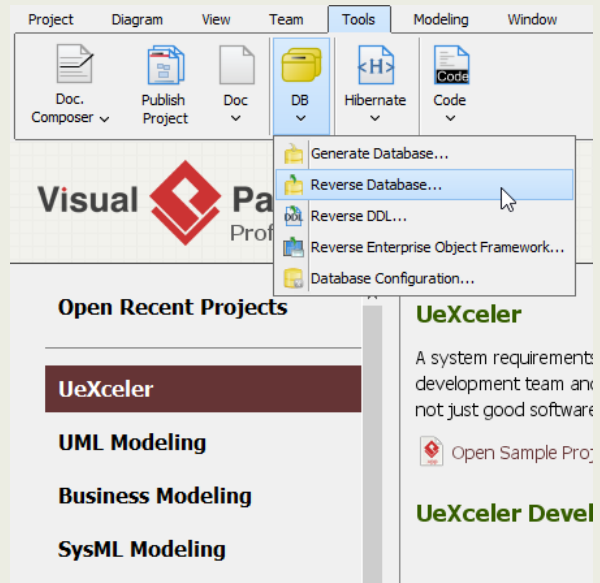 Project Diagram View Team Tools Modeling Window
Doc. Composer
Publish Project
Doc
DB
Hibernate
Code
<H>
Code
Generate Database...
Reverse Database...
DDL Reverse DDL...
Reverse Enterprise Object Framework...
Database Configuration...
Visual Pa
Prof
Open Recent Projects
UeXceler
UML Modeling
Business Modeling
SysML Modeling
UeXceler
A system requirements
development team and
not just good software
Open Sample Proj
UeXceler Devel